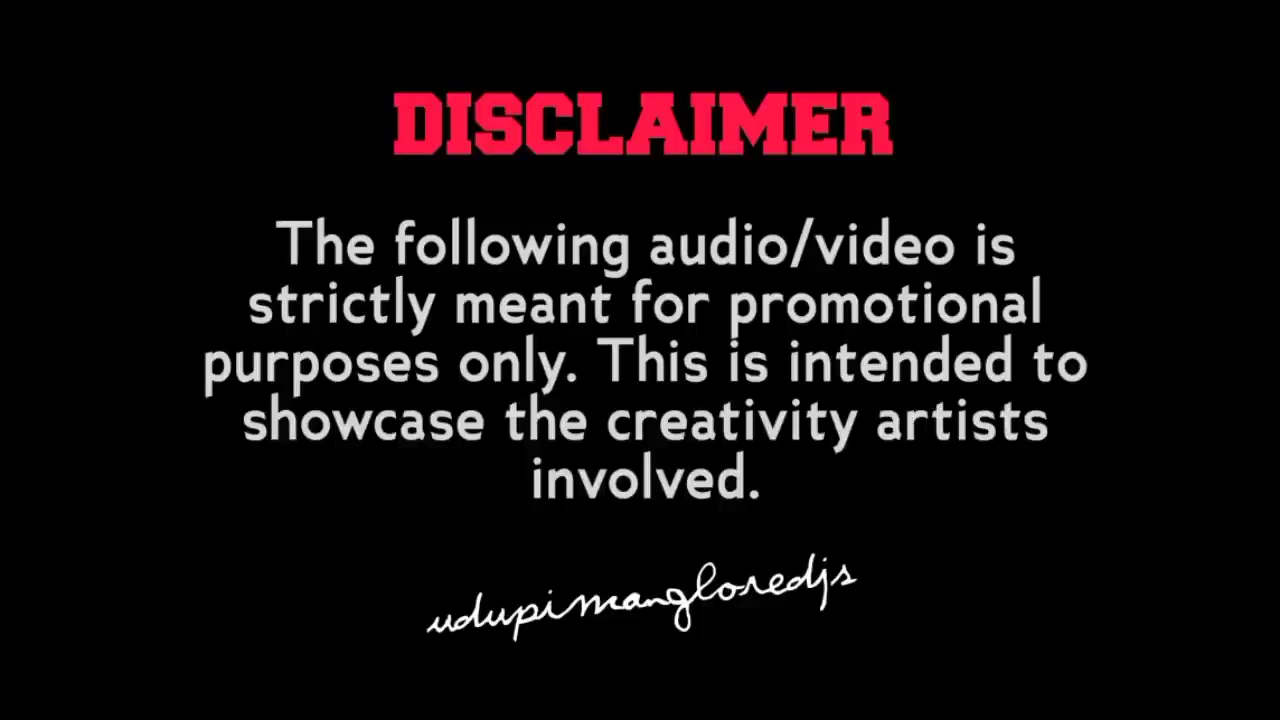 DISCLAIMER
The following audio/video is
strictly meant for promotional
purposes only. This is intended to
showcase the creativity artists
involved.
udupimangloredjs